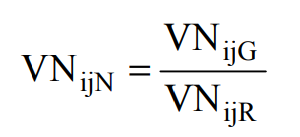 VN_ijN = VN_ijG / VN_ijR